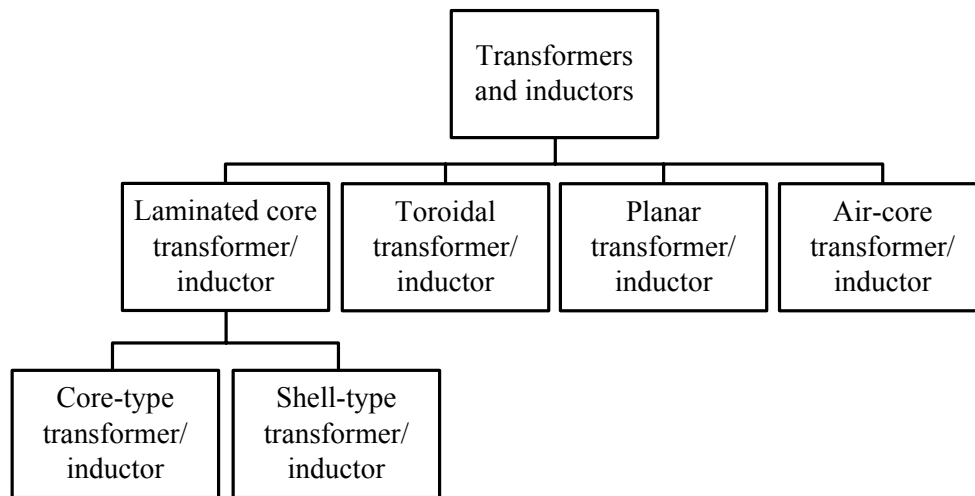 Transformers
and inductors
Laminated core
transformer/
inductor
Toroidal
transformer/
inductor
Planar
transformer/
inductor
Air-core
transformer/
inductor
Core-type
transformer/
inductor
Shell-type
transformer/
inductor